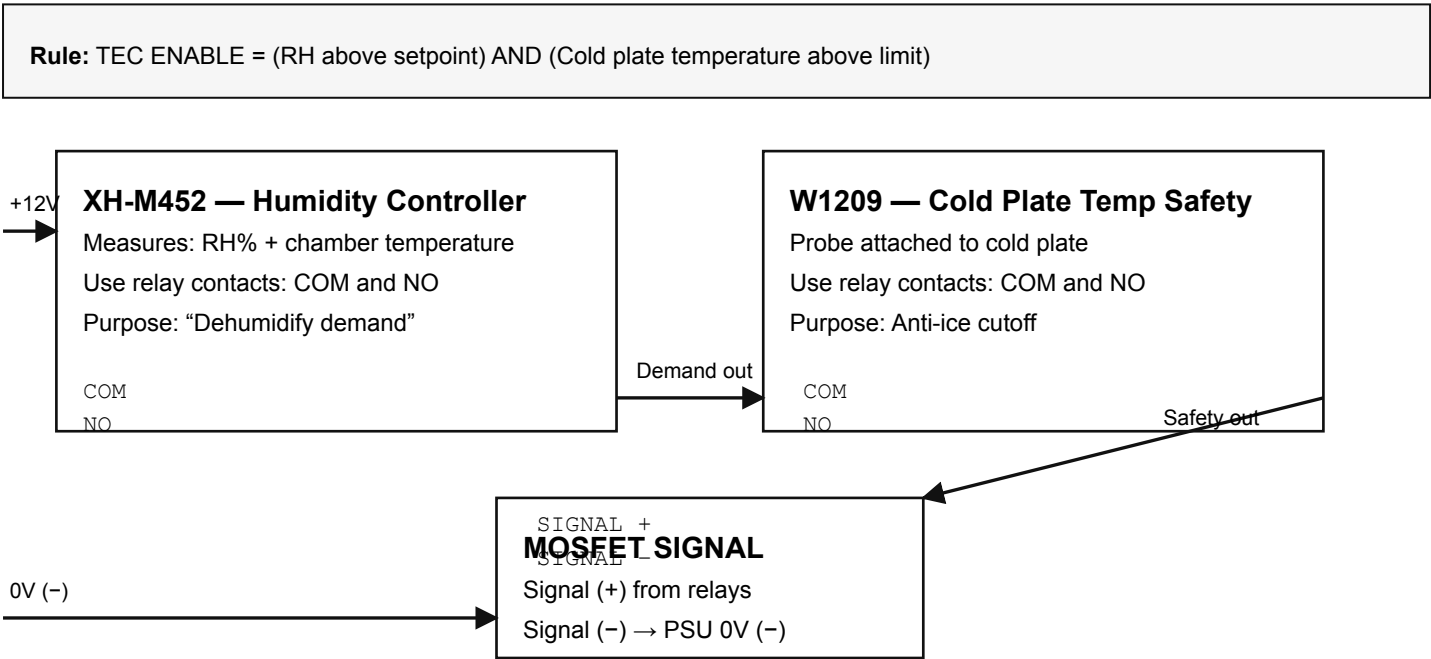 Rule: TEC ENABLE = (RH above setpoint) AND (Cold plate temperature above limit)
+12V
XH-M452 — Humidity Controller
Measures: RH% + chamber temperature
Use relay contacts: COM and NO
Purpose: “Dehumidify demand”
COM
NO
Demand out
W1209 — Cold Plate Temp Safety
Probe attached to cold plate
Use relay contacts: COM and NO
Purpose: Anti-ice cutoff
COM
NO
Safety out
SIGNAL +
MOSFET SIGNAL
SIGNAL −
Signal (+) from relays
Signal (−) → PSU 0V (−)
0V (−)